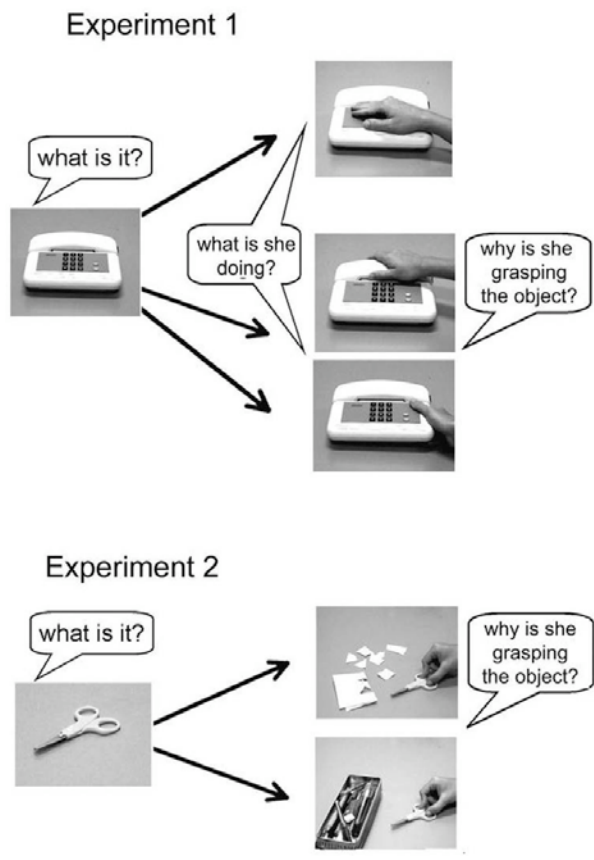 Experiment 1
what is it?
what is she
doing?
why is she
grasping
the object?
Experiment 2
what is it?
why is she
grasping
the object?